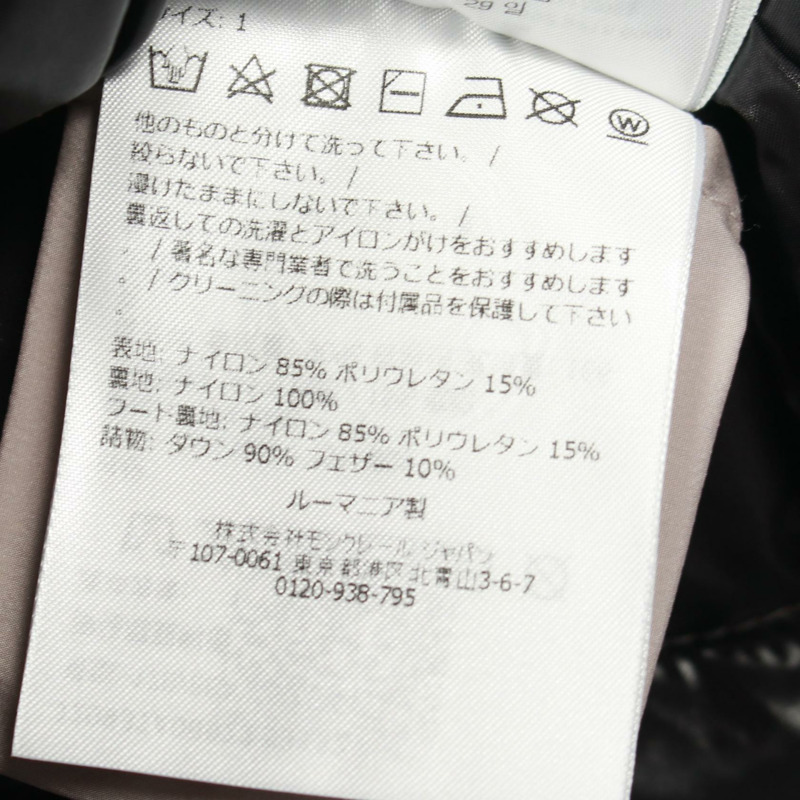 29 일
サイズ: 1
W
他のものと分けて洗って下さい。 /
絞らないで下さい。 /
浸けたままにしないで下さい。 /
裏返しての洗濯とアイロンがけをおすすめします
。 / 著名な専門業者で洗うことをおすすめします
。 / クリーニングの際は付属品を保護して下さい
。
表地: ナイロン 85% ポリウレタン 15%
裏地: ナイロン 100%
フード裏地: ナイロン 85% ポリウレタン 15%
詰物: ダウン 90% フェザー 10%
ルーマニア製
株式会社モンクレール ジャパン
〒107-0061 東京都港区北青山3-6-7
0120-938-795